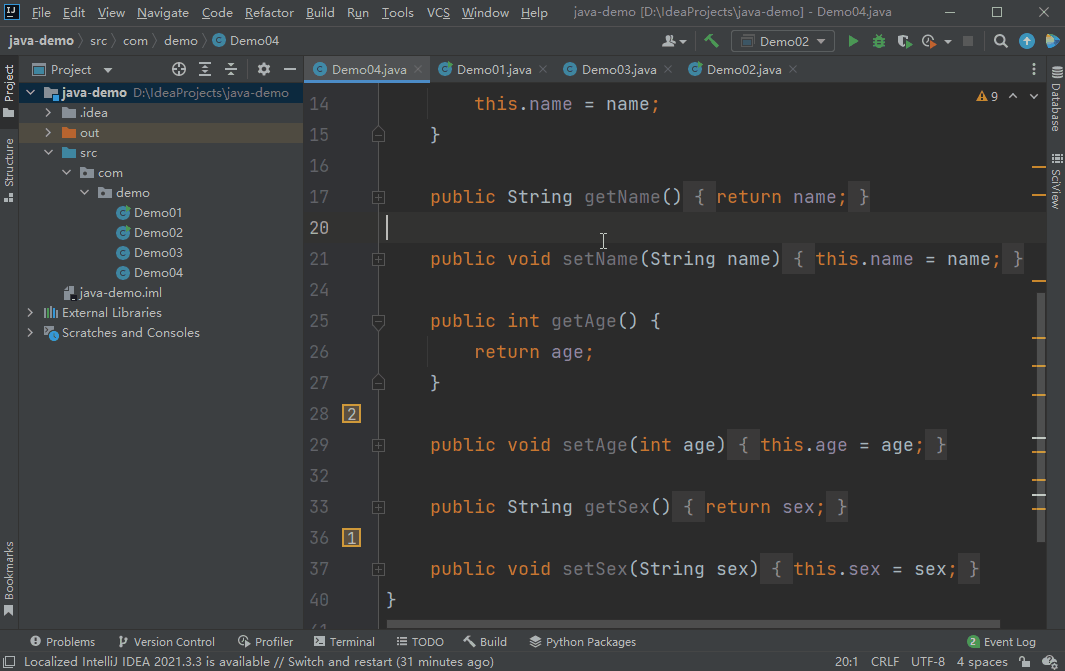 File Edit View Navigate Code Refactor Build Run Tools VCS Window Help java-demo [D:\IdeaProjects\java-demo] - Demo04.java
java-demo src com demo Demo04 Demo02
Project Demo04.java Demo01.java Demo03.java Demo02.java
java-demo D:\IdeaProjects\java-demo
.idea
out
src
com
demo
Demo01
Demo02
Demo03
Demo04
java-demo.iml
External Libraries
Scratches and Consoles
Project
Structure
Bookmarks
9
14 this.name = name;
15 }
16
17 public String getName() { return name; }
20
21 public void setName(String name) { this.name = name; }
24
25 public int getAge() {
26 return age;
27 }
28 2
29 public void setAge(int age) { this.age = age; }
32
33 public String getSex() { return sex; }
36 1
37 public void setSex(String sex) { this.sex = sex; }
40 }
Database
SciView
Problems Version Control Profiler Terminal TODO Build Python Packages 2 Event Log
Localized IntelliJ IDEA 2021.3.3 is available // Switch and restart (31 minutes ago) 20:1 CRLF UTF-8 4 spaces